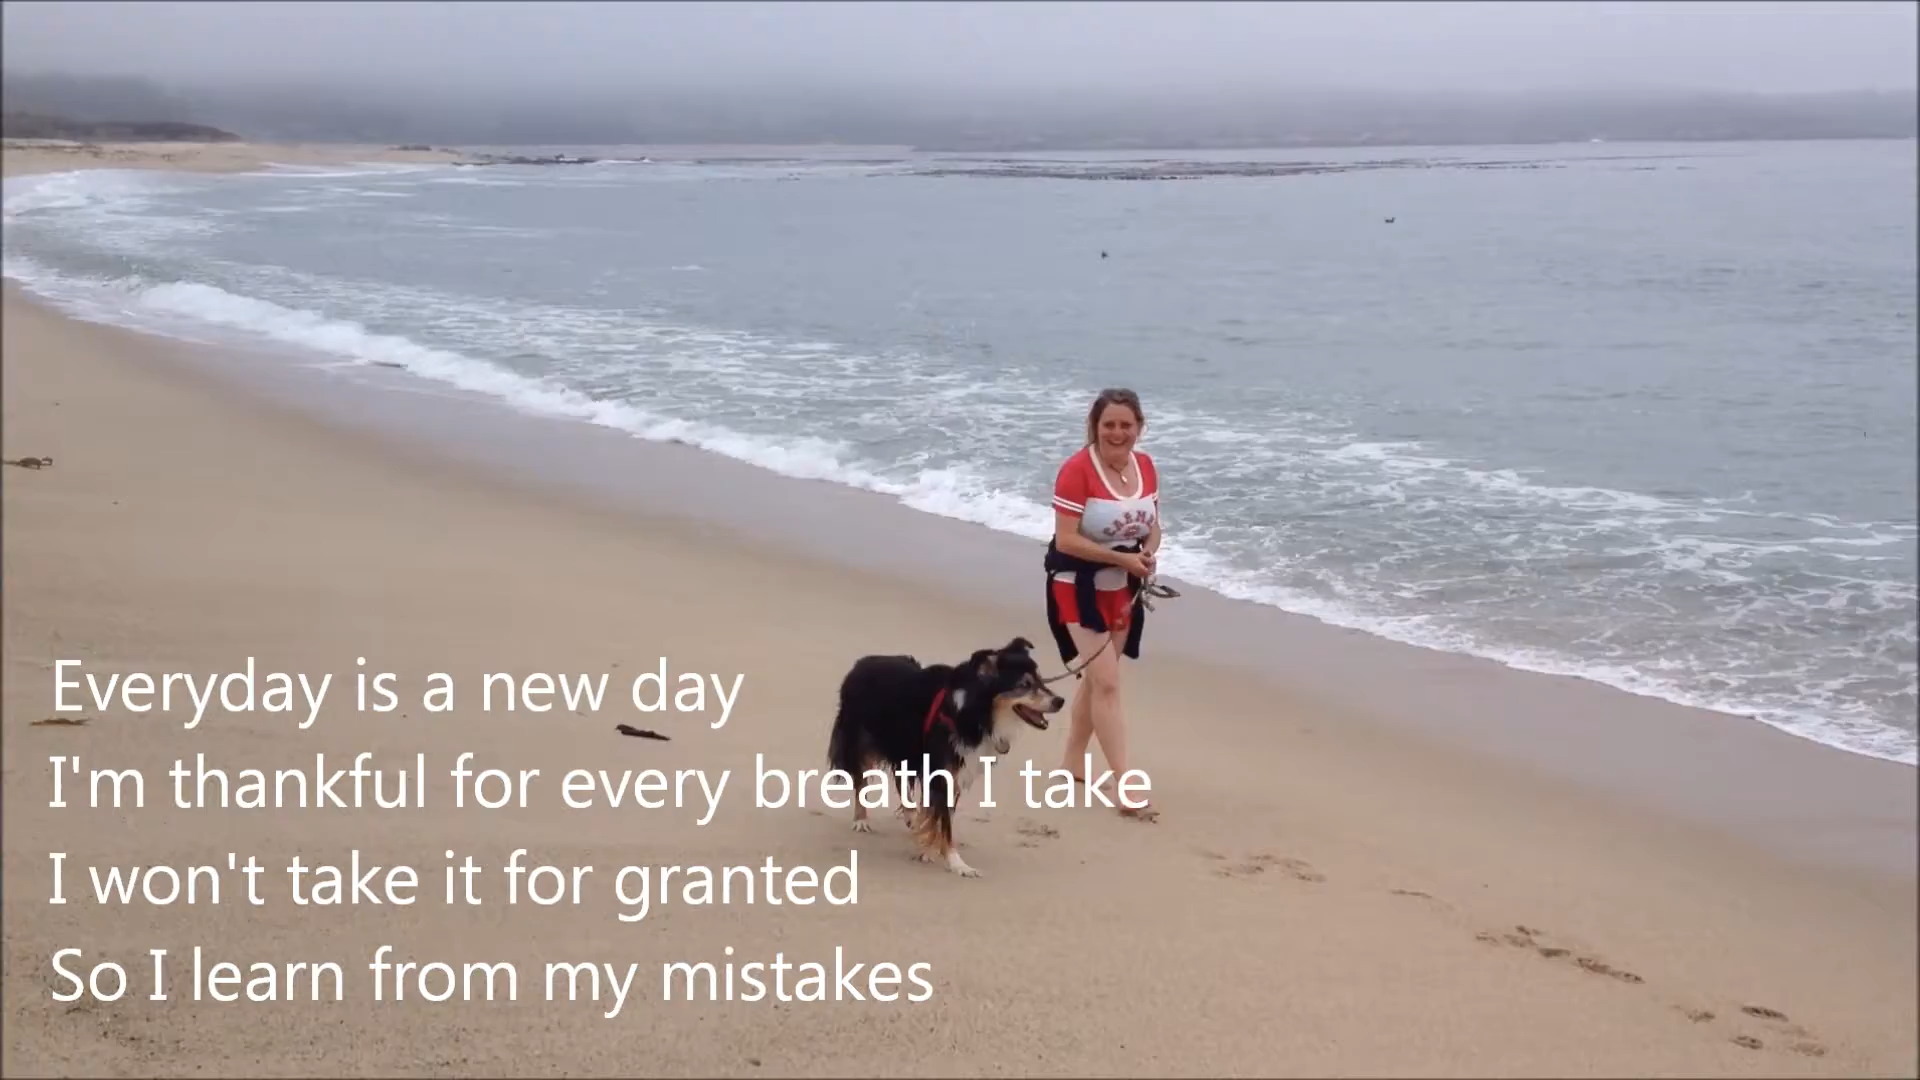 Everyday is a new day
I'm thankful for every breath I take
I won't take it for granted
So I learn from my mistakes